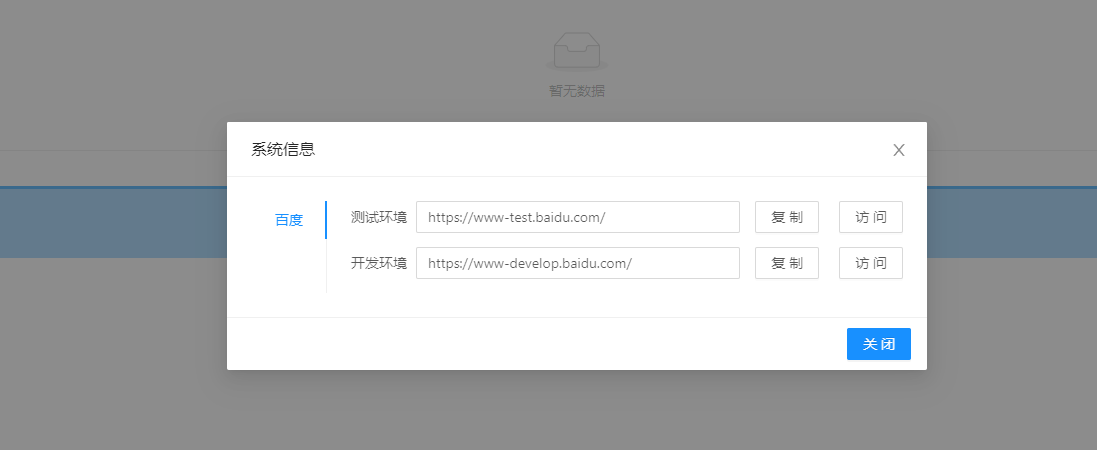 暂无数据
系统信息
百度
测试环境 https://www-test.baidu.com/ 复制 访问
开发环境 https://www-develop.baidu.com/ 复制 访问
关闭